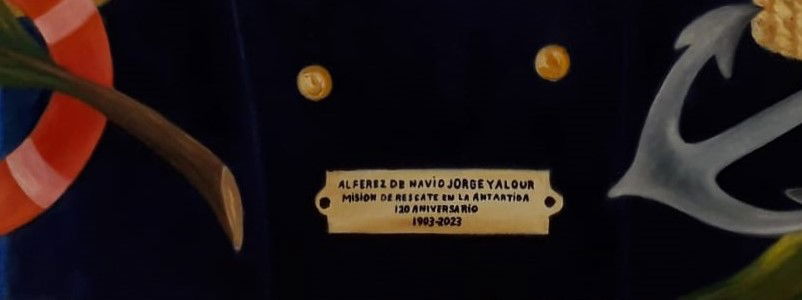 ALFEREZ DE NAVIO JORGE YALOUR
MISION DE RESCATE EN LA ANTARTIDA
120 ANIVERSARIO
1903-2023